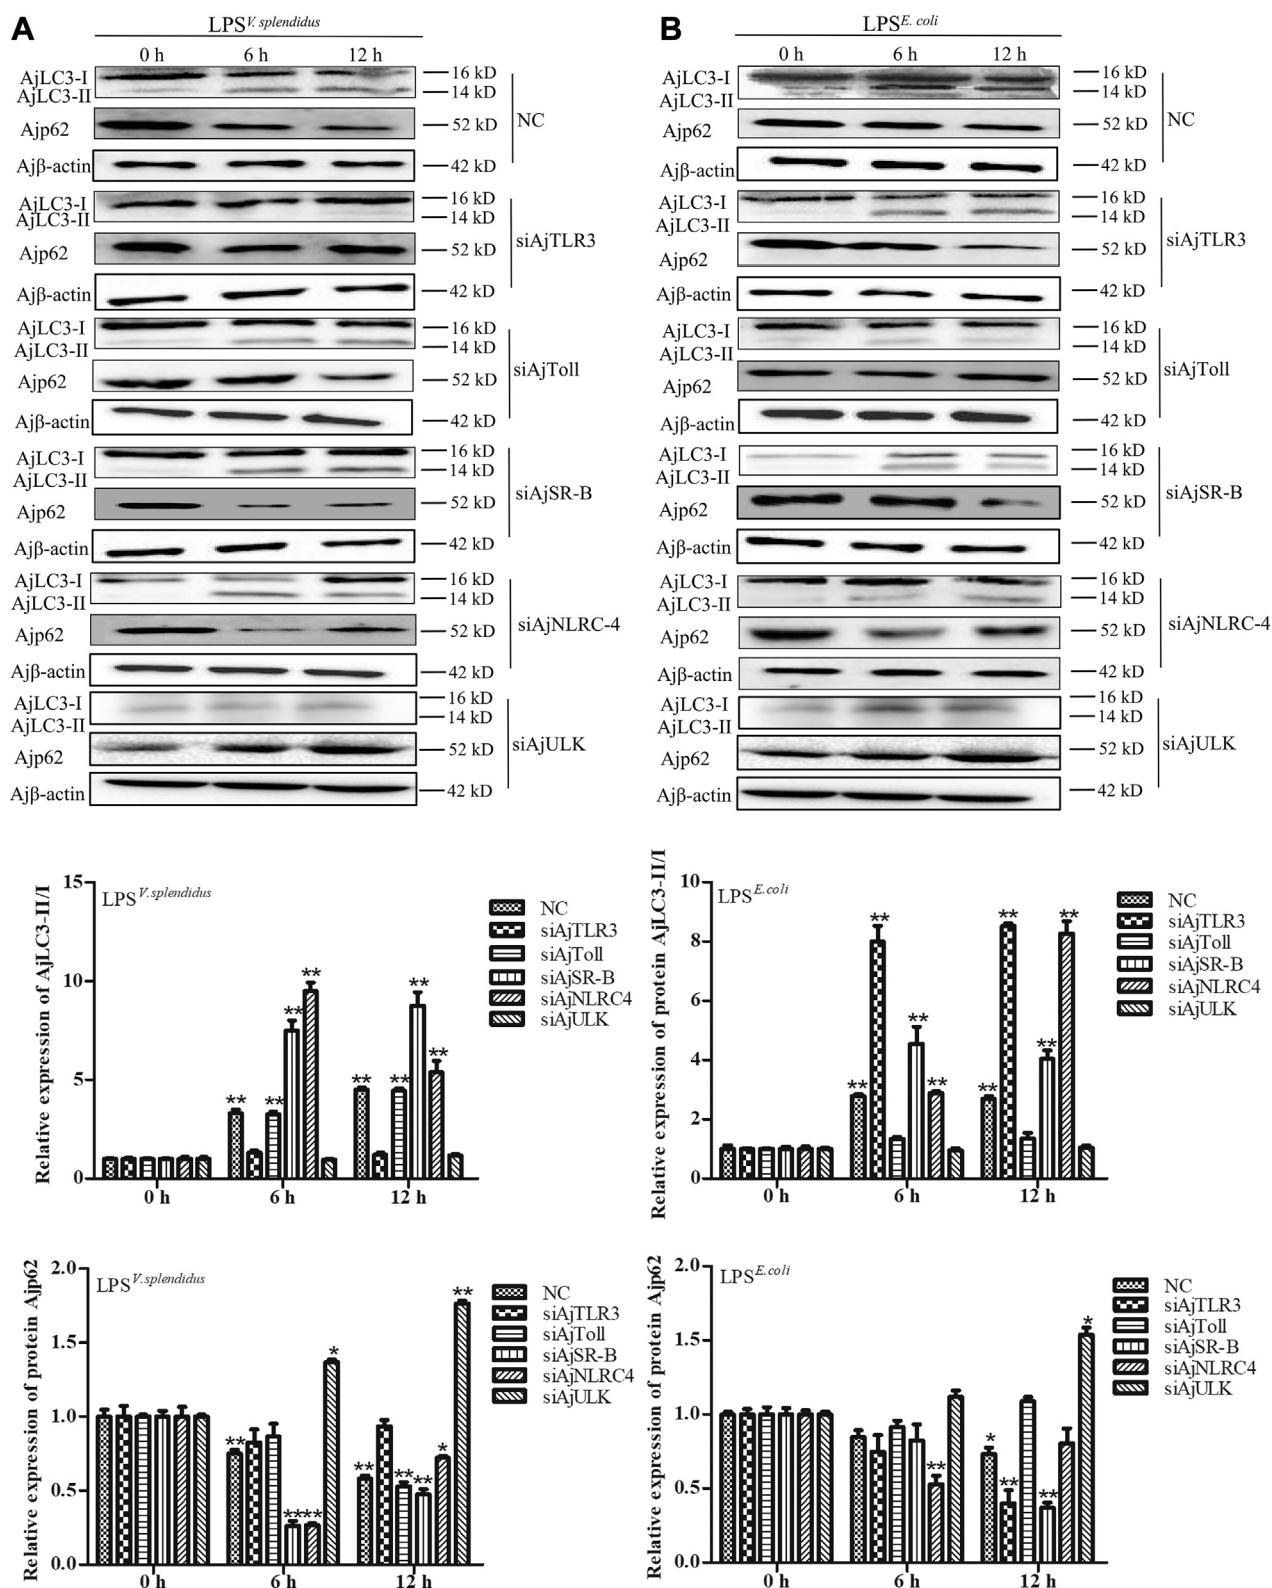 A
LPS V. splendidus
0 h 6 h 12 h
AjLC3-I 16 kD
AjLC3-II 14 kD
Ajp62 52 kD
NC
Ajβ-actin 42 kD
AjLC3-I 16 kD
AjLC3-II 14 kD
siAjTLR3
Ajp62 52 kD
Ajβ-actin 42 kD
AjLC3-I 16 kD
AjLC3-II 14 kD
siAjToll
Ajp62 52 kD
Ajβ-actin 42 kD
AjLC3-I 16 kD
AjLC3-II 14 kD
siAjSR-B
Ajp62 52 kD
Ajβ-actin 42 kD
AjLC3-I 16 kD
AjLC3-II 14 kD
siAjNLRC-4
Ajp62 52 kD
Ajβ-actin 42 kD
AjLC3-I 16 kD
AjLC3-II 14 kD
siAjULK
Ajp62 52 kD
Ajβ-actin 42 kD
B
LPS E. coli
0 h 6 h 12 h
AjLC3-I 16 kD
AjLC3-II 14 kD
Ajp62 52 kD
NC
Ajβ-actin 42 kD
AjLC3-I 16 kD
AjLC3-II 14 kD
siAjTLR3
Ajp62 52 kD
Ajβ-actin 42 kD
AjLC3-I 16 kD
AjLC3-II 14 kD
siAjToll
Ajp62 52 kD
Ajβ-actin 42 kD
AjLC3-I 16 kD
AjLC3-II 14 kD
siAjSR-B
Ajp62 52 kD
Ajβ-actin 42 kD
AjLC3-I 16 kD
AjLC3-II 14 kD
siAjNLRC-4
Ajp62 52 kD
Ajβ-actin 42 kD
AjLC3-I 16 kD
AjLC3-II 14 kD
siAjULK
Ajp62 52 kD
Ajβ-actin 42 kD
Relative expression of AjLC3-II/I
15
10
5
0
LPS V.splendidus
** ** ** **
** ** ** **
0 h 6 h 12 h
NC
siAjTLR3
siAjToll
siAjSR-B
siAjNLRC4
siAjULK
Relative expression of protein AjLC3-II/I
10
8
6
4
2
0
LPS E.coli
** ** ** **
** ** ** **
0 h 6 h 12 h
NC
siAjTLR3
siAjToll
siAjSR-B
siAjNLRC4
siAjULK
Relative expression of protein Ajp62
2.0
1.5
1.0
0.5
0.0
LPS V.splendidus
** **** *
** ** ** * **
0 h 6 h 12 h
NC
siAjTLR3
siAjToll
siAjSR-B
siAjNLRC4
siAjULK
Relative expression of protein Ajp62
2.0
1.5
1.0
0.5
0.0
LPS E.coli
**
* ** ** *
0 h 6 h 12 h
NC
siAjTLR3
siAjToll
siAjSR-B
siAjNLRC4
siAjULK